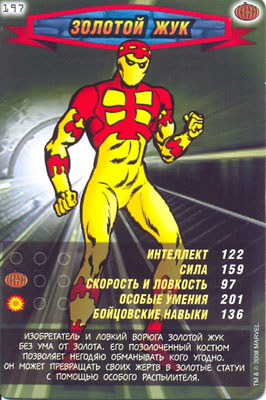 197
ЗОЛОТОЙ ЖУК
ИНТЕЛЛЕКТ 122
СИЛА 159
СКОРОСТЬ И ЛОВКОСТЬ 97
ОСОБЫЕ УМЕНИЯ 201
БОЙЦОВСКИЕ НАВЫКИ 136
ИЗОБРЕТАТЕЛЬ И ЛОВКИЙ ВОРЮГА ЗОЛОТОЙ ЖУК
БЕЗ УМА ОТ ЗОЛОТА. ЕГО ПОЗОЛОЧЕННЫЙ КОСТЮМ
ПОЗВОЛЯЕТ НЕГОДЯЮ ОБМАНЫВАТЬ КОГО УГОДНО.
ОН МОЖЕТ ПРЕВРАЩАТЬ СВОИХ ЖЕРТВ В ЗОЛОТЫЕ СТАТУИ
С ПОМОЩЬЮ ОСОБОГО РАСПЫЛИТЕЛЯ.
TM & © 2008 MARVEL